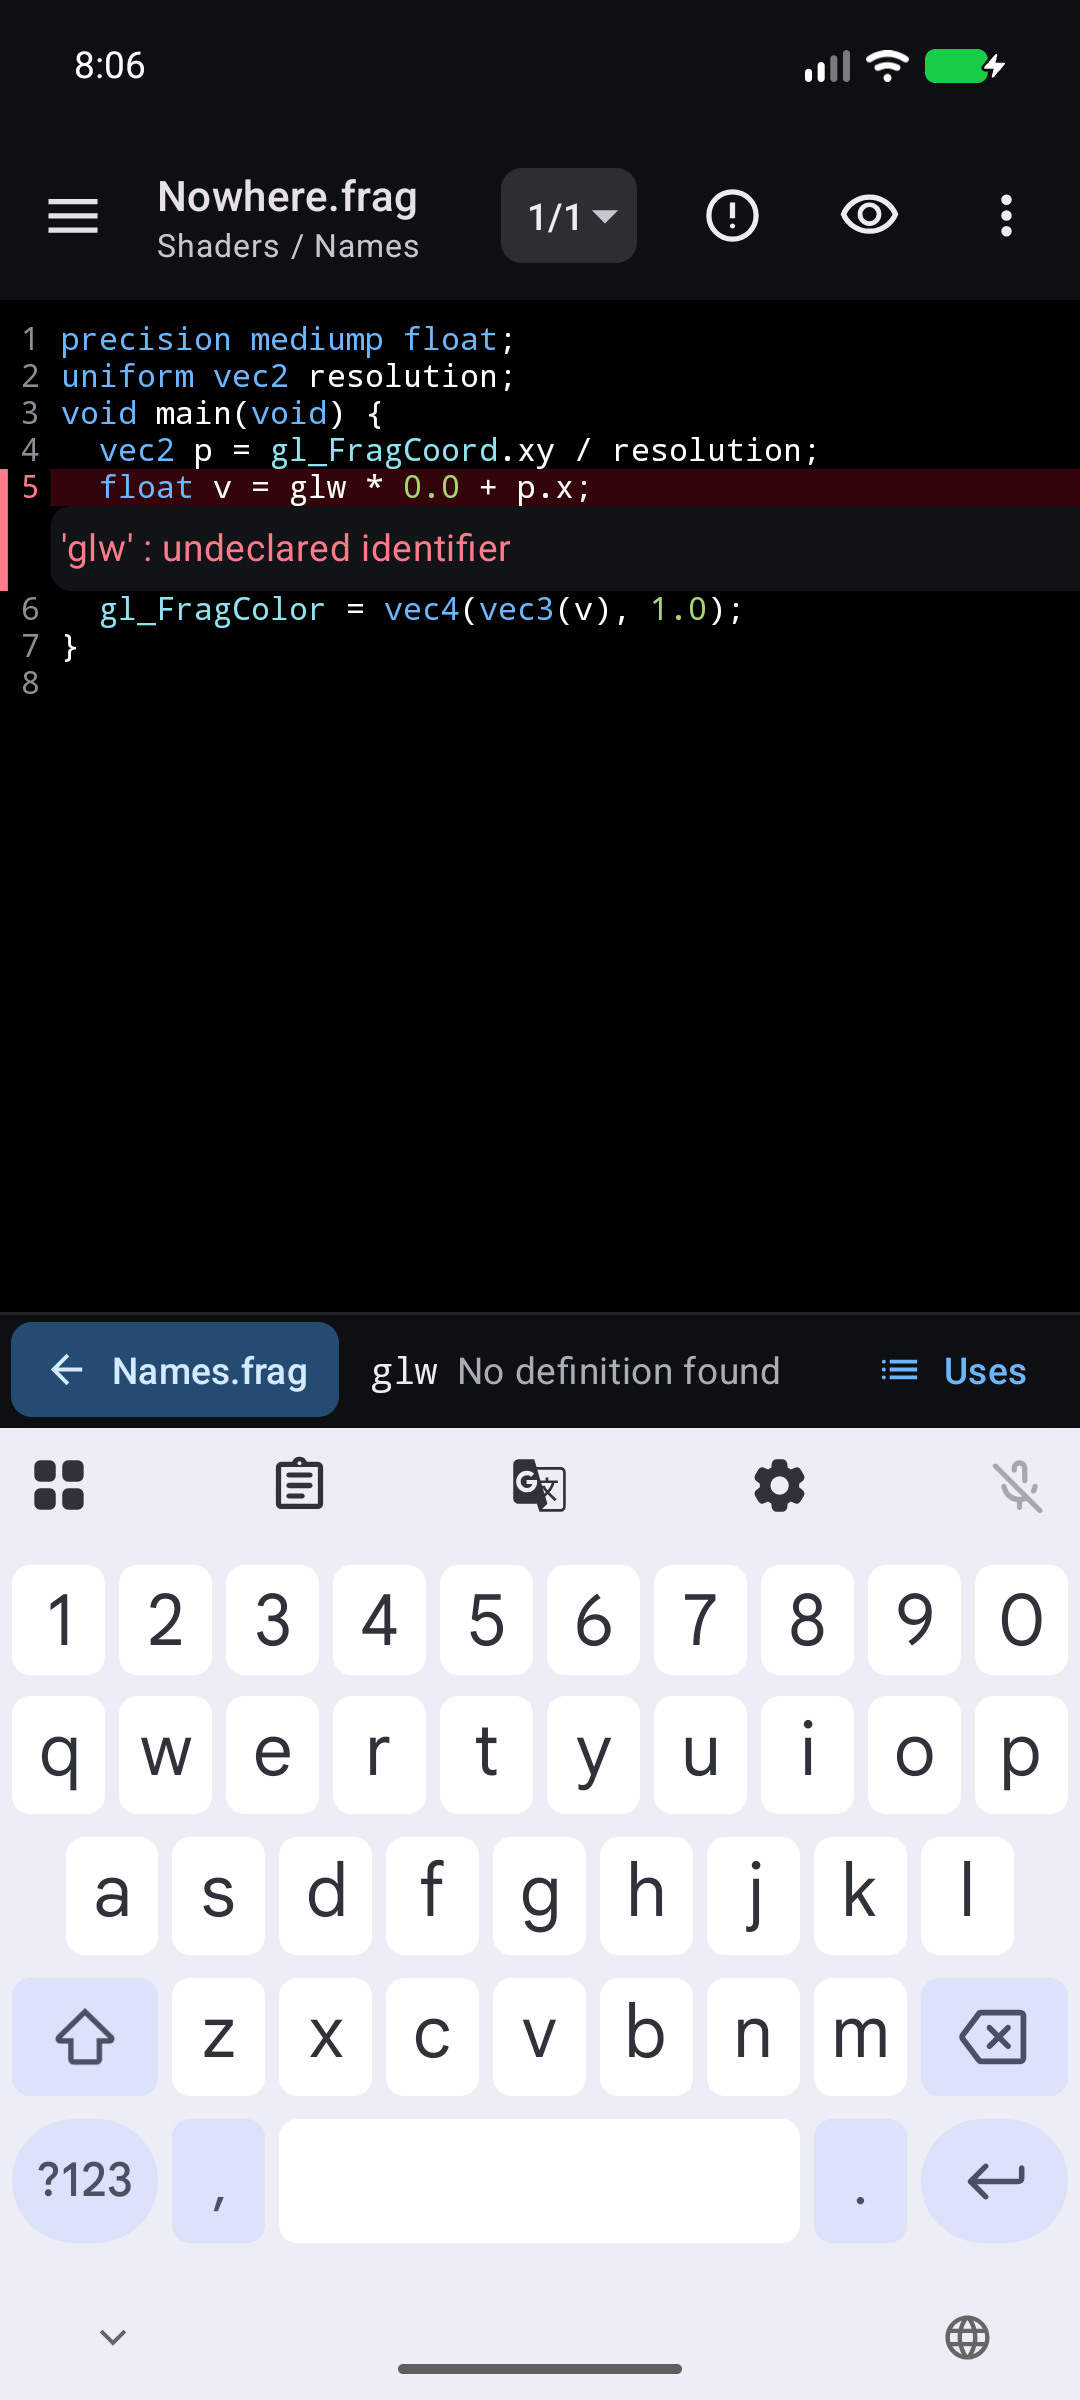 8:06
Nowhere.frag
Shaders / Names
1/1
1 precision mediump float;
2 uniform vec2 resolution;
3 void main(void) {
4   vec2 p = gl_FragCoord.xy / resolution;
5   float v = glw * 0.0 + p.x;
'glw' : undeclared identifier
6   gl_FragColor = vec4(vec3(v), 1.0);
7 }
8
Names.frag glw No definition found Uses
G 文
1 2 3 4 5 6 7 8 9 0
q w e r t y u i o p
a s d f g h j k l
z x c v b n m
?123 , .